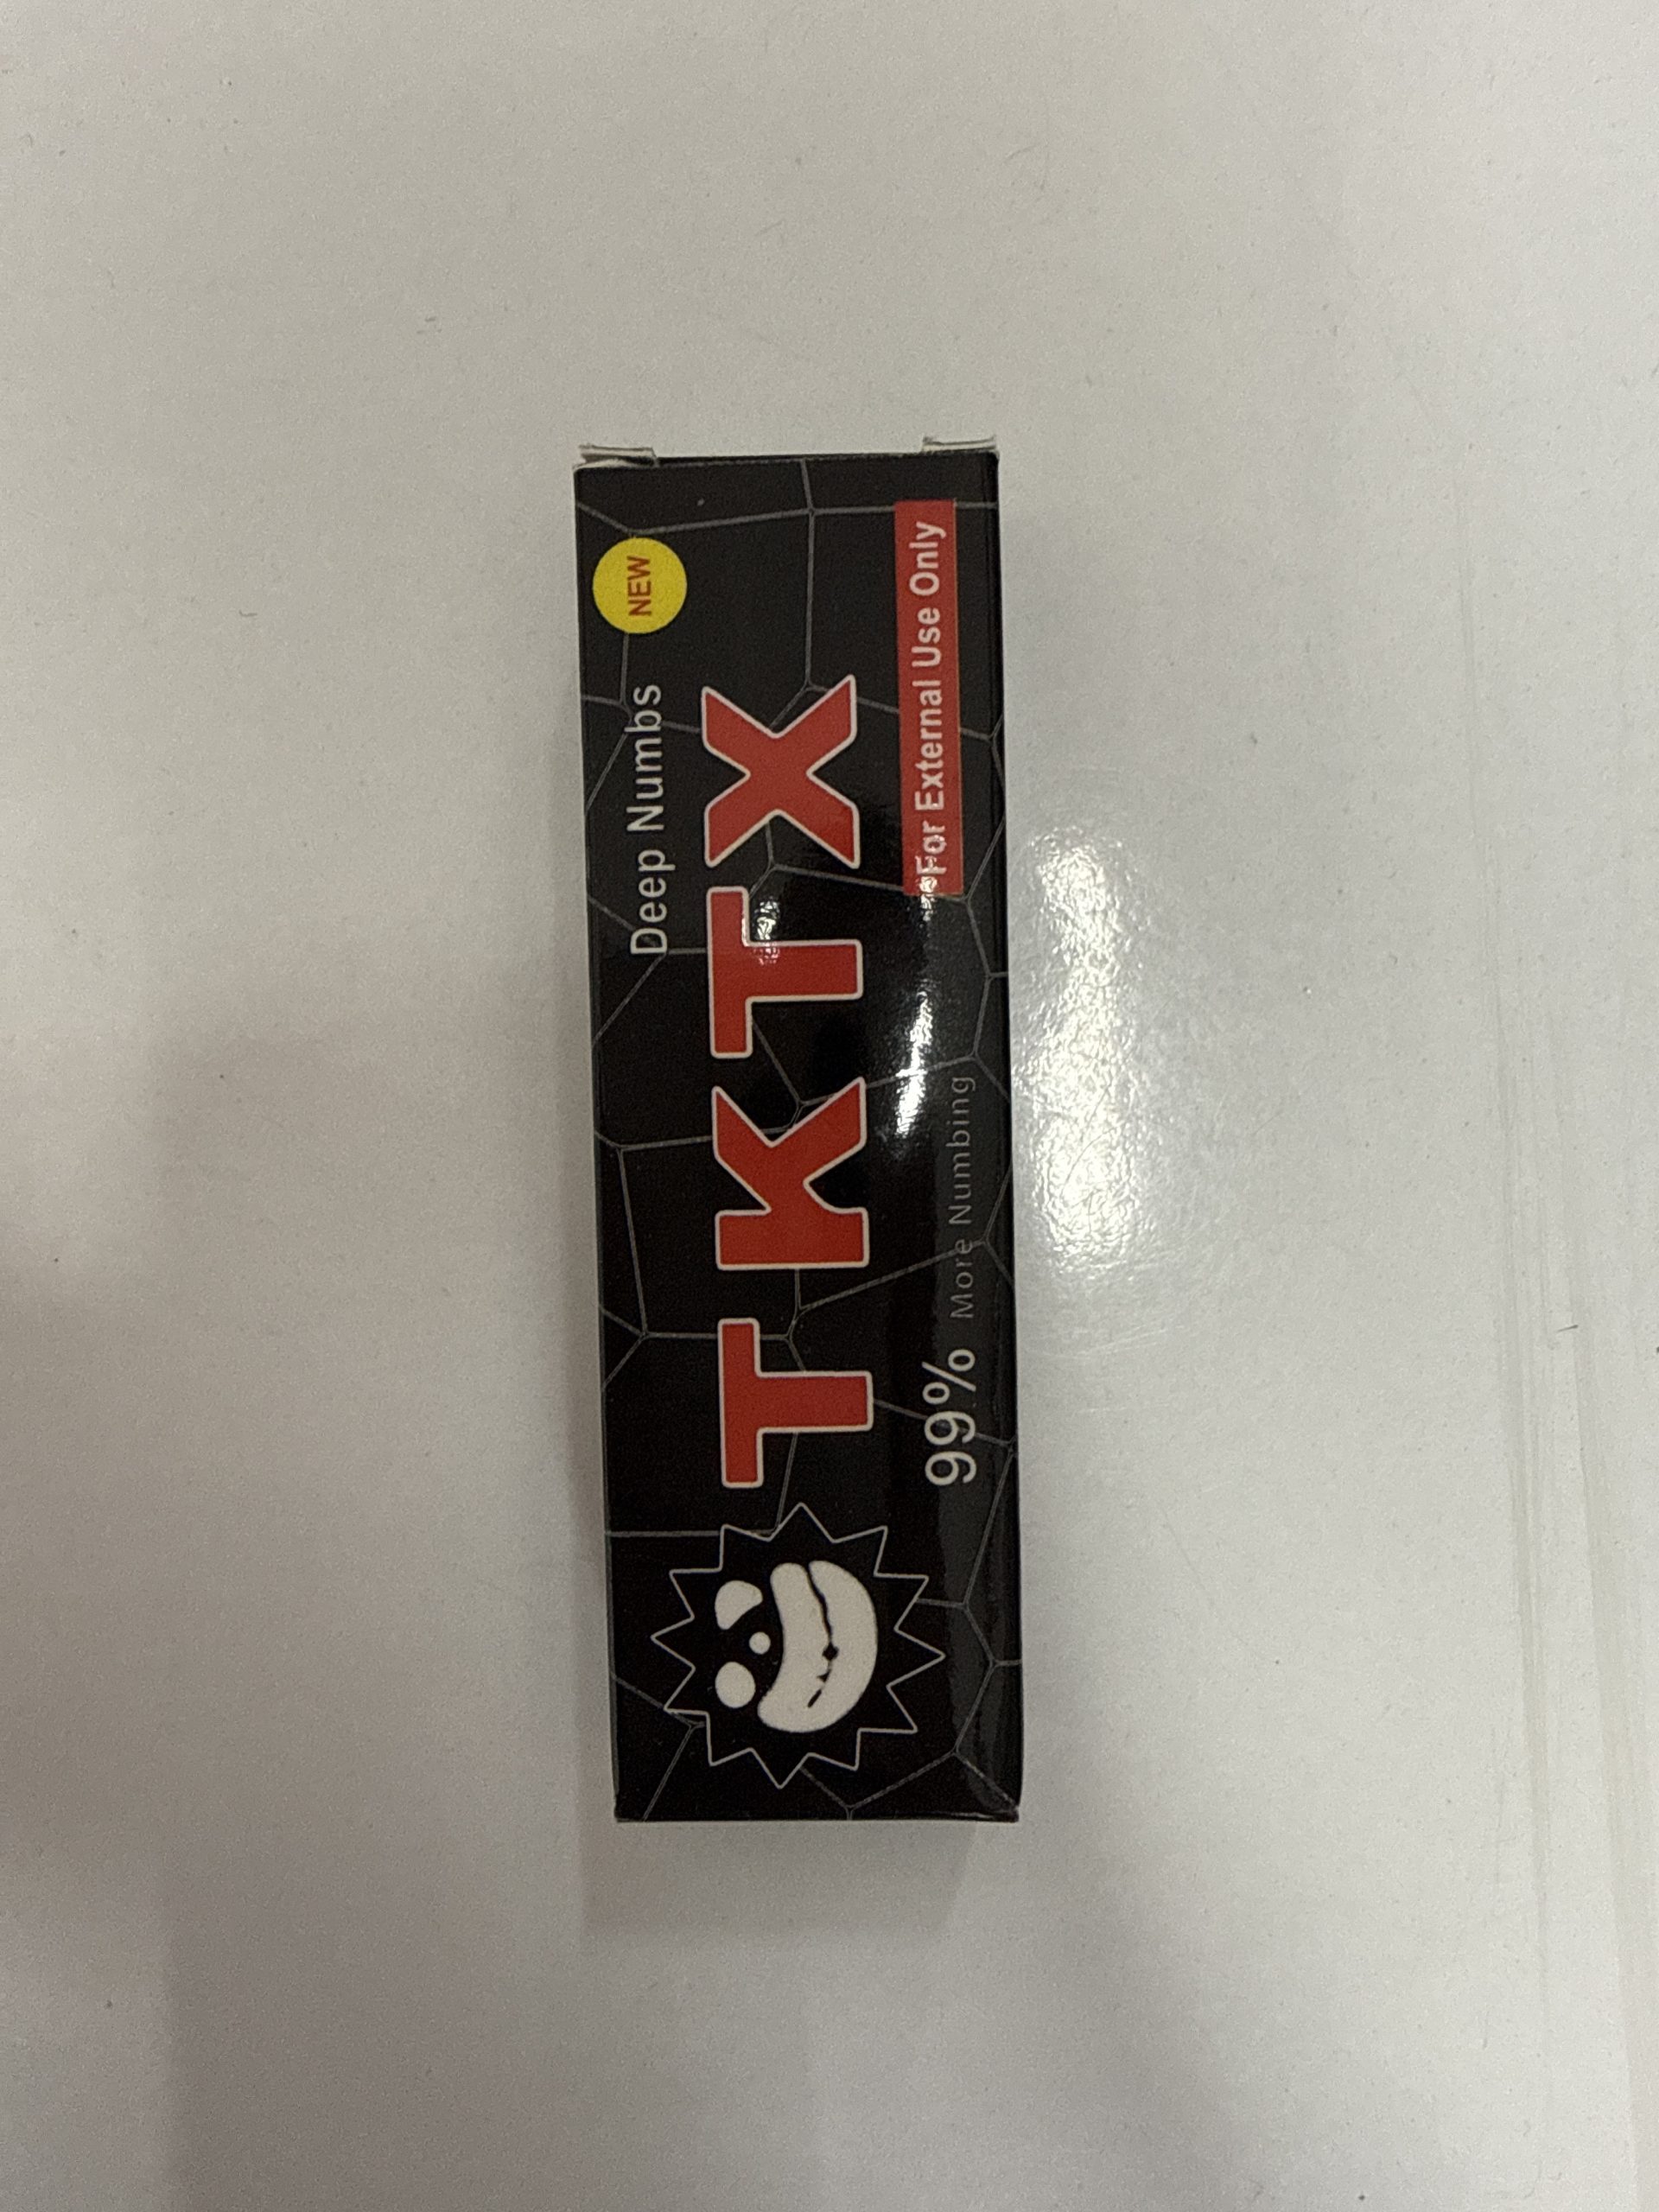 Deep Numbs
NEW
TKTX
99% More Numbing
For External Use Only